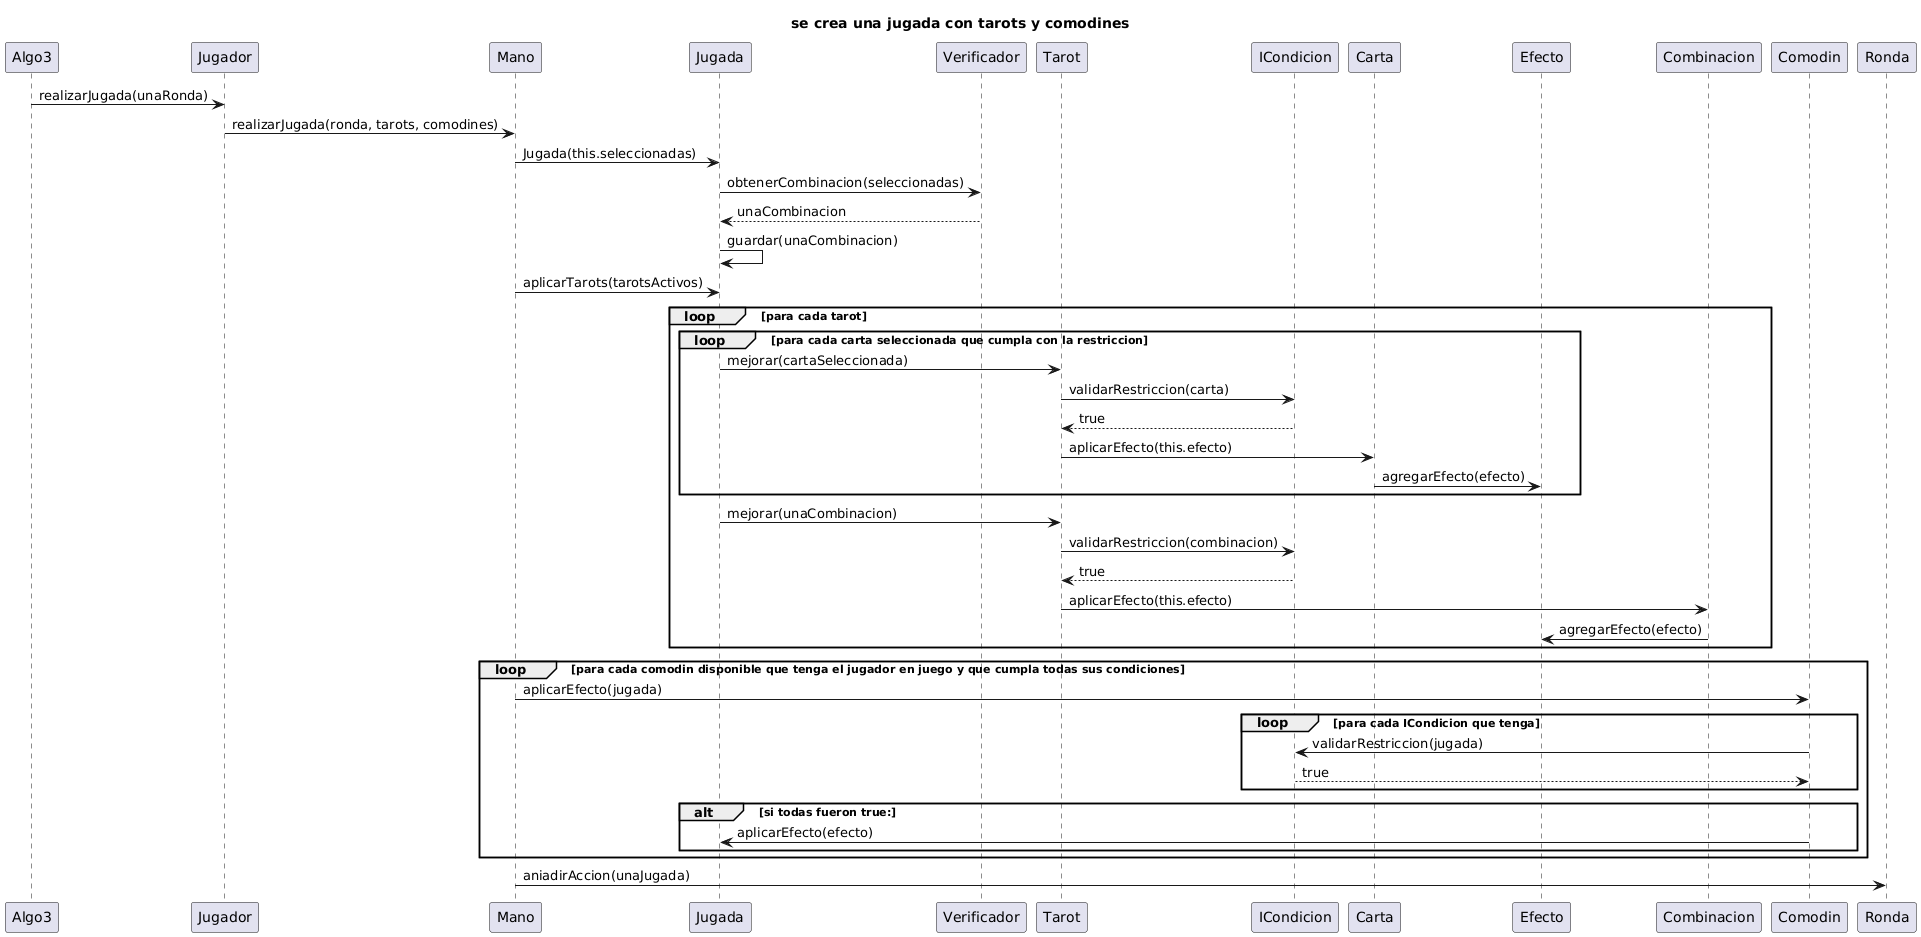 se crea una jugada con tarots y comodines
Algo3 Jugador Mano Jugada Verificador Tarot ICondicion Carta Efecto Combinacion Comodin Ronda
realizarJugada(unaRonda)
realizarJugada(ronda, tarots, comodines)
Jugada(this.seleccionadas)
obtenerCombinacion(seleccionadas)
unaCombinacion
guardar(unaCombinacion)
aplicarTarots(tarotsActivos)
loop [para cada tarot]
loop [para cada carta seleccionada que cumpla con la restriccion]
mejorar(cartaSeleccionada)
validarRestriccion(carta)
true
aplicarEfecto(this.efecto)
agregarEfecto(efecto)
mejorar(unaCombinacion)
validarRestriccion(combinacion)
true
aplicarEfecto(this.efecto)
agregarEfecto(efecto)
loop [para cada comodin disponible que tenga el jugador en juego y que cumpla todas sus condiciones]
aplicarEfecto(jugada)
loop [para cada ICondicion que tenga]
validarRestriccion(jugada)
true
alt [si todas fueron true:]
aplicarEfecto(efecto)
aniadirAccion(unaJugada)
Algo3 Jugador Mano Jugada Verificador Tarot ICondicion Carta Efecto Combinacion Comodin Ronda